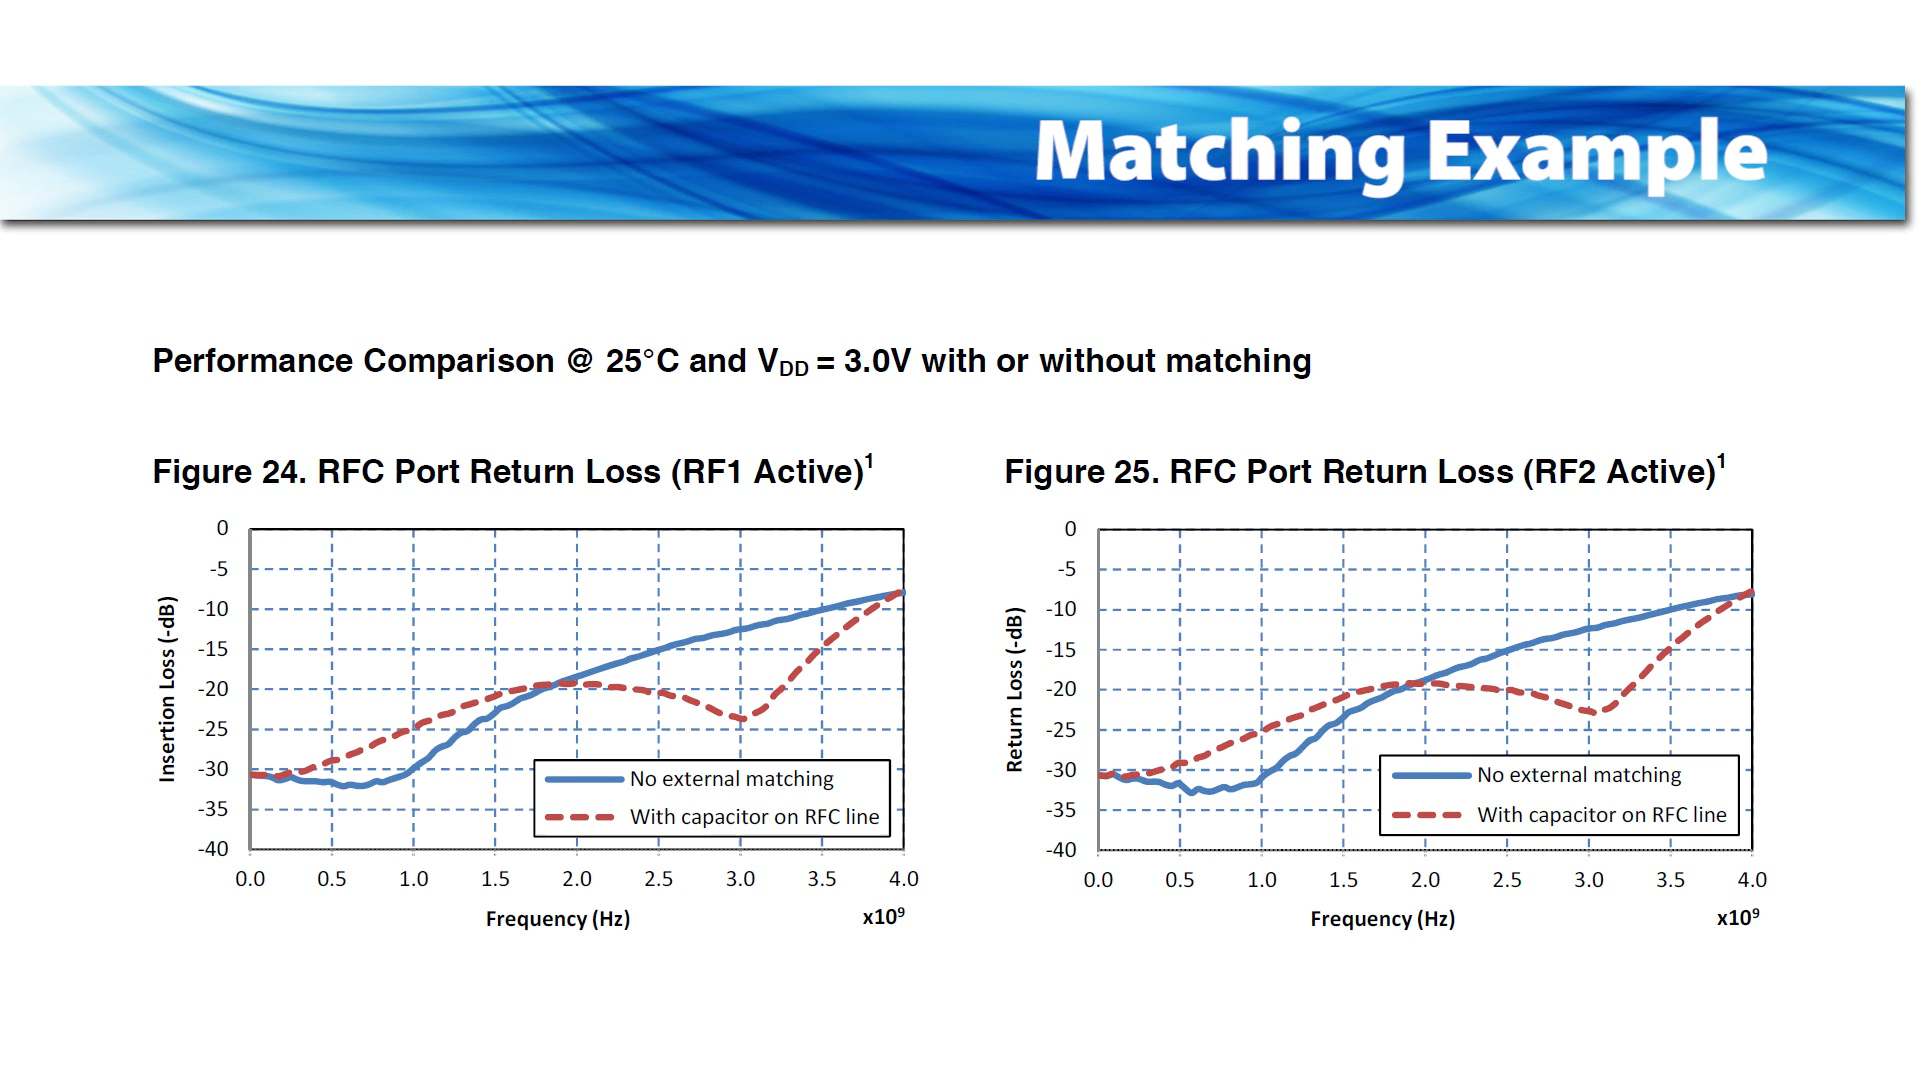 Matching Example
Performance Comparison @ 25°C and VDD = 3.0V with or without matching
Figure 24. RFC Port Return Loss (RF1 Active)1
0
-5
-10
-15
-20
-25
-30
-35
-40
Insertion Loss (-dB)
No external matching
With capacitor on RFC line
0.0 0.5 1.0 1.5 2.0 2.5 3.0 3.5 4.0
Frequency (Hz)
x10⁹
Figure 25. RFC Port Return Loss (RF2 Active)1
0
-5
-10
-15
-20
-25
-30
-35
-40
Return Loss (-dB)
No external matching
With capacitor on RFC line
0.0 0.5 1.0 1.5 2.0 2.5 3.0 3.5 4.0
Frequency (Hz)
x10⁹